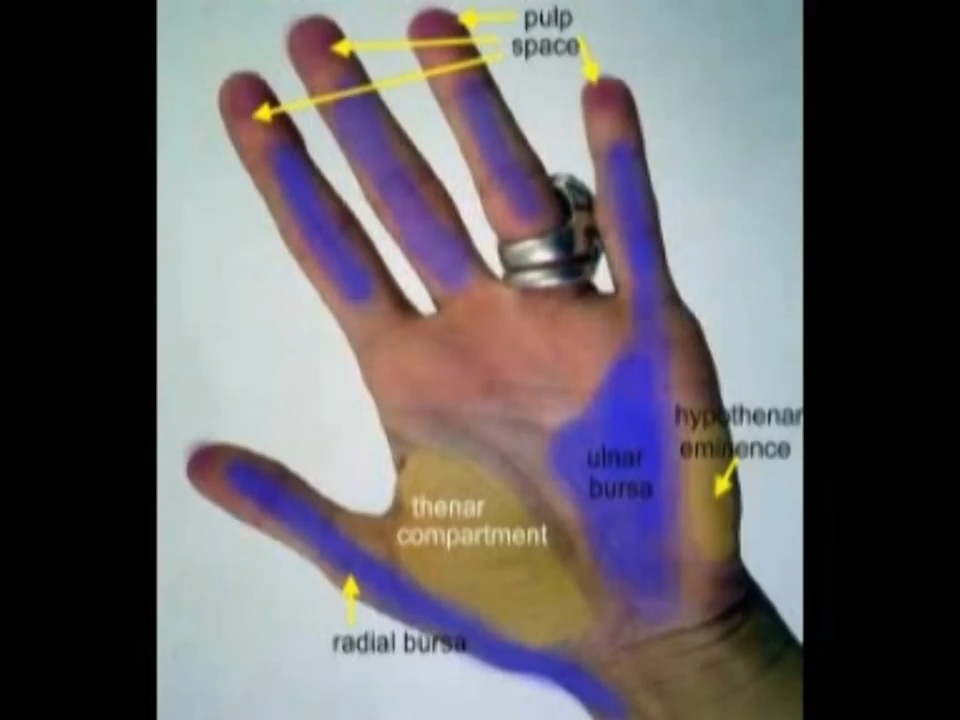 pulp
space
hypothenar
eminence
ulnar
bursa
thenar
compartment
radial bursa